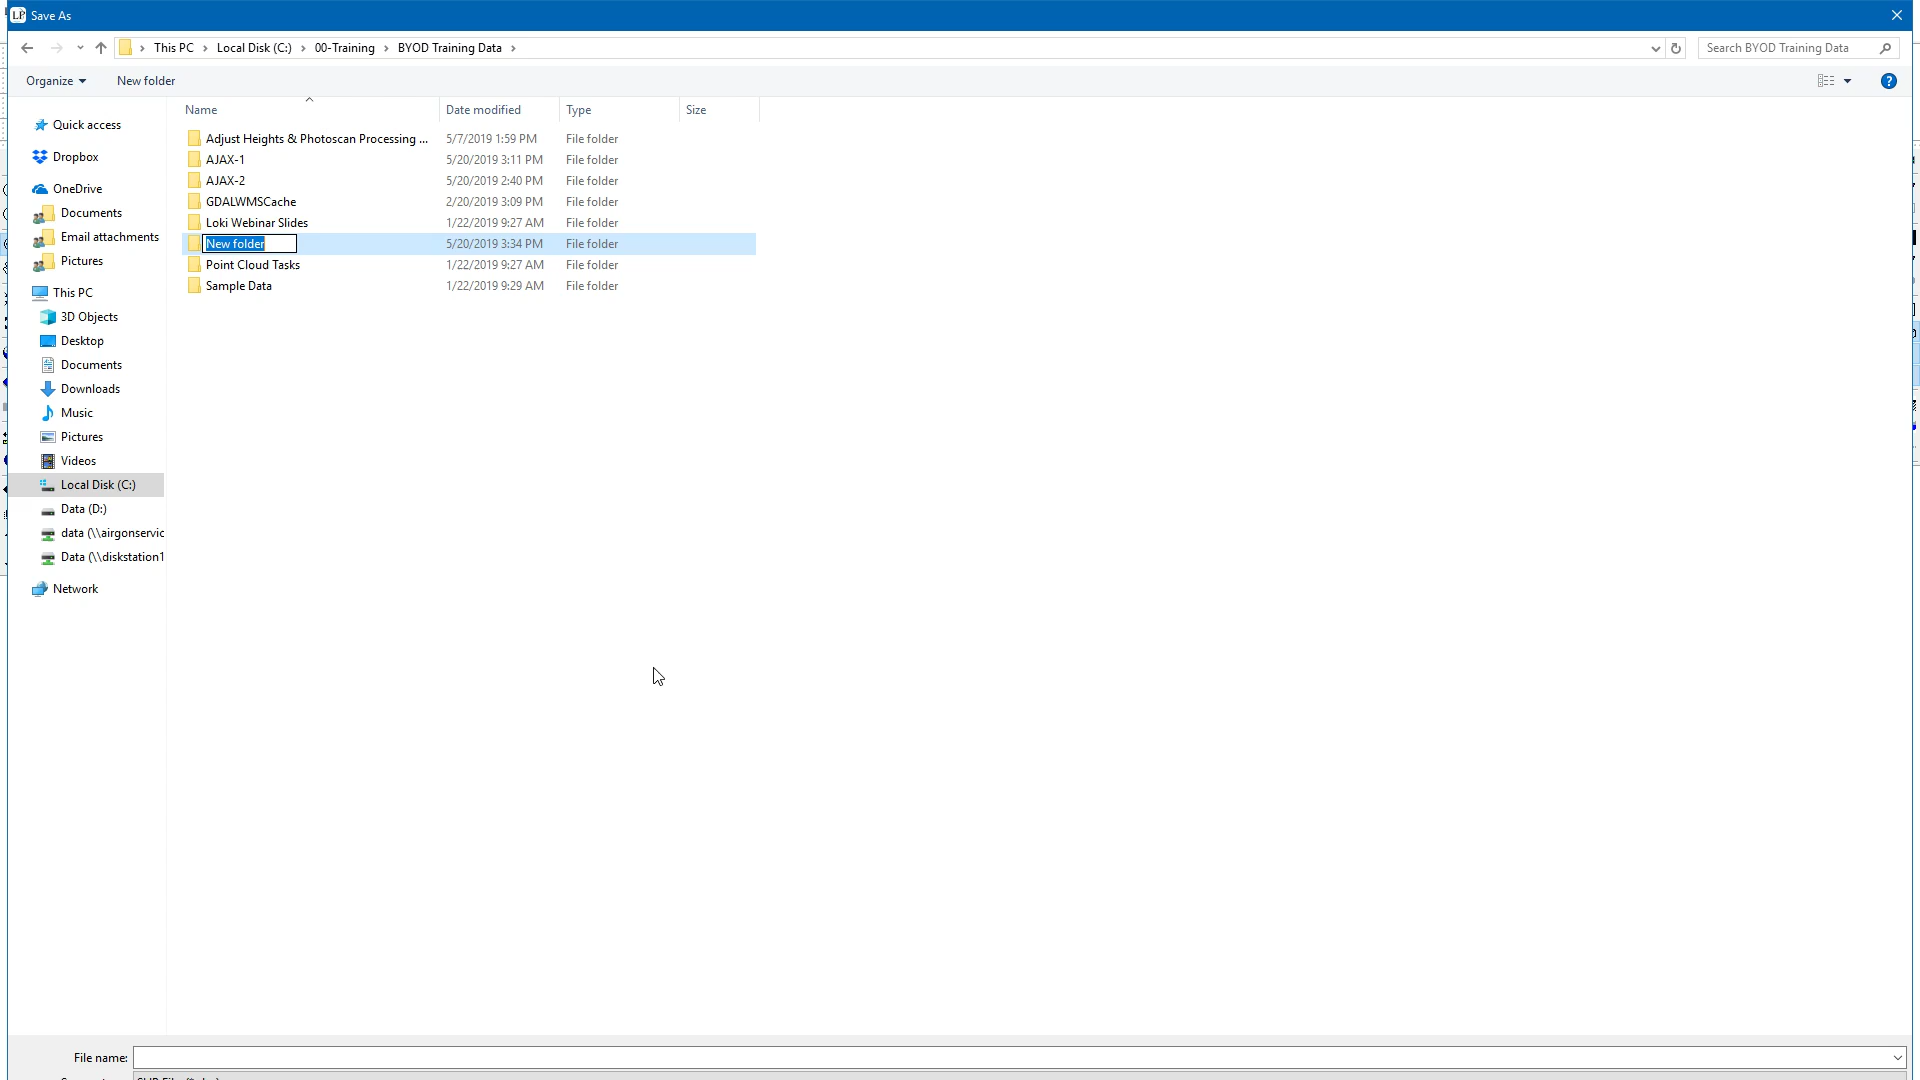 LP Save As
This PC Local Disk (C:) 00-Training BYOD Training Data
Search BYOD Training Data
Organize New folder
?
Name Date modified Type Size
Adjust Heights & Photoscan Processing ... 5/7/2019 1:59 PM File folder
AJAX-1 5/20/2019 3:11 PM File folder
AJAX-2 5/20/2019 2:40 PM File folder
GDALWMSCache 2/20/2019 3:09 PM File folder
Loki Webinar Slides 1/22/2019 9:27 AM File folder
New folder 5/20/2019 3:34 PM File folder
Point Cloud Tasks 1/22/2019 9:27 AM File folder
Sample Data 1/22/2019 9:29 AM File folder
Quick access
Dropbox
OneDrive
Documents
Email attachments
Pictures
This PC
3D Objects
Desktop
Documents
Downloads
Music
Pictures
Videos
Local Disk (C:)
Data (D:)
data (\\airgonservic
Data (\\diskstation1
Network
File name: